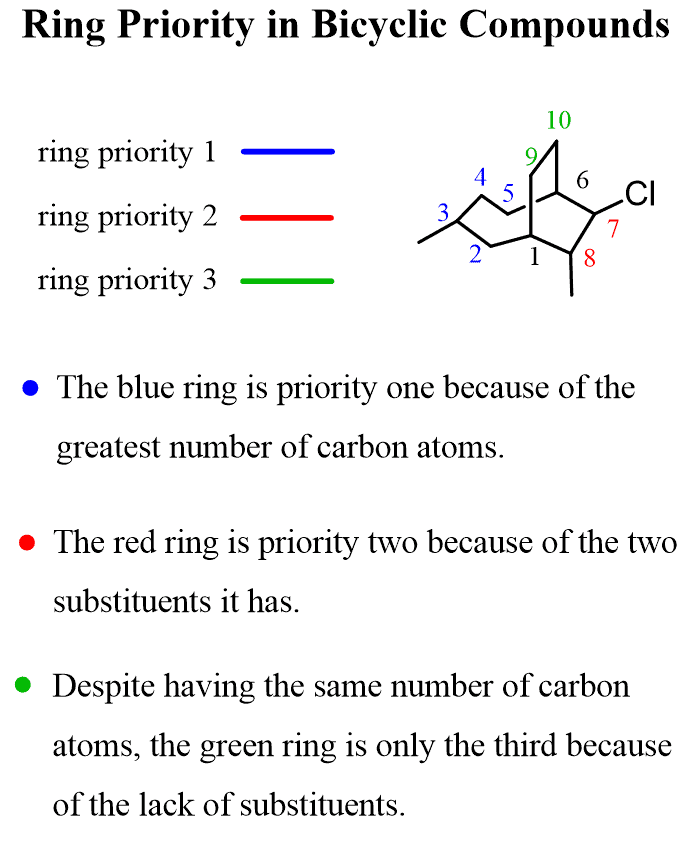 Ring Priority in Bicyclic Compounds
ring priority 1
ring priority 2
ring priority 3
10
9
4
5
6
Cl
3
7
2
1
8
The blue ring is priority one because of the
greatest number of carbon atoms.
The red ring is priority two because of the two
substituents it has.
Despite having the same number of carbon
atoms, the green ring is only the third because
of the lack of substituents.